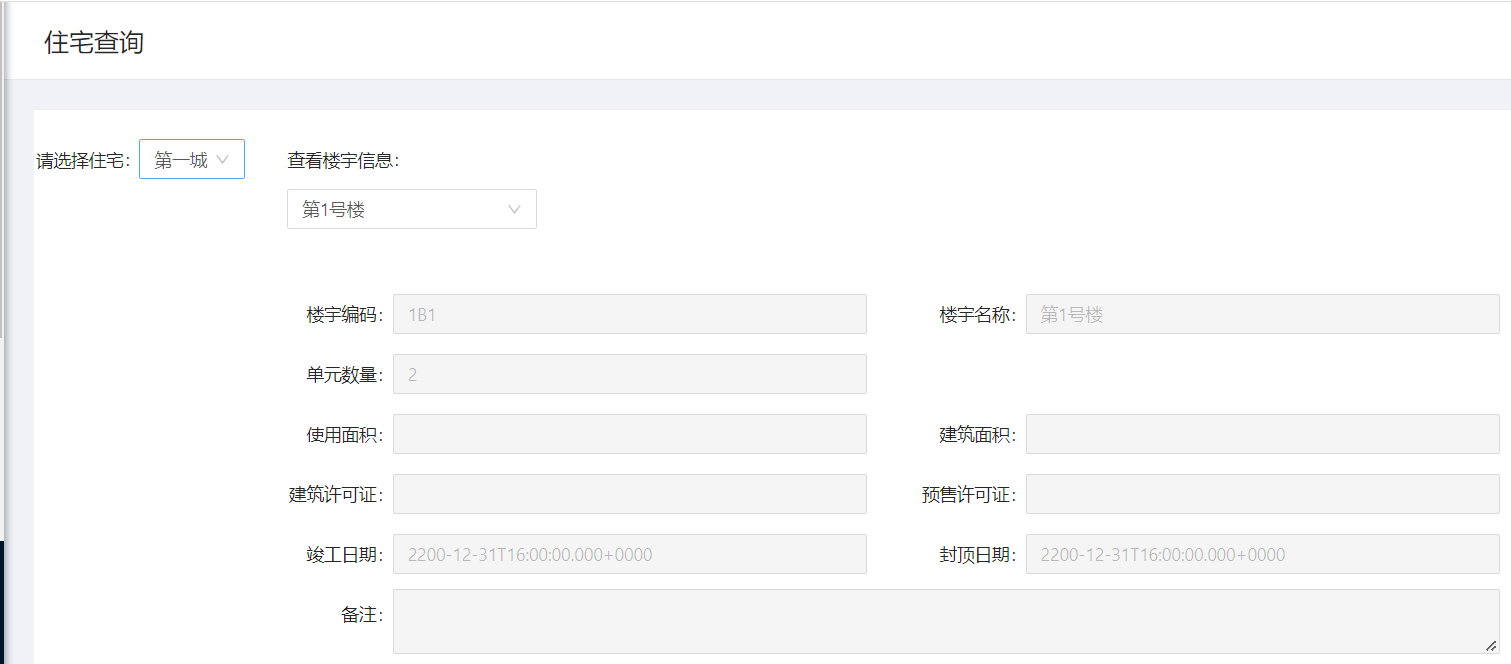 住宅查询
请选择住宅: 第一城 查看楼宇信息:
第1号楼
楼宇编码: 1B1 楼宇名称: 第1号楼
单元数量: 2
使用面积: 建筑面积:
建筑许可证: 预售许可证:
竣工日期: 2200-12-31T16:00:00.000+0000 封顶日期: 2200-12-31T16:00:00.000+0000
备注: